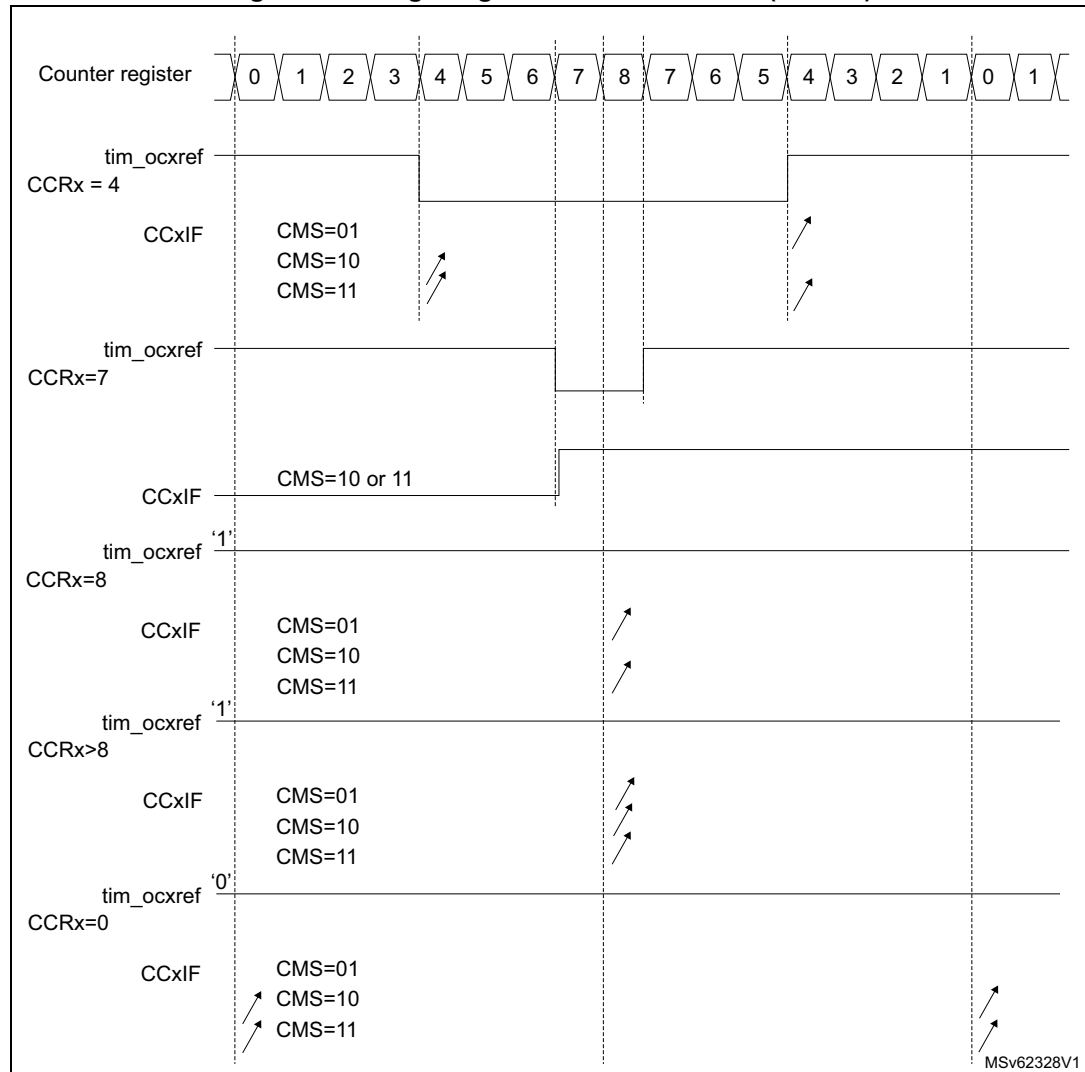 Counter register 0 1 2 3 4 5 6 7 8 7 6 5 4 3 2 1 0 1
tim_ocxref
CCRx = 4
CCxIF CMS=01
CMS=10
CMS=11
tim_ocxref
CCRx=7
CCxIF CMS=10 or 11
tim_ocxref '1'
CCRx=8
CCxIF CMS=01
CMS=10
CMS=11
tim_ocxref '1'
CCRx>8
CCxIF CMS=01
CMS=10
CMS=11
tim_ocxref '0'
CCRx=0
CCxIF CMS=01
CMS=10
CMS=11
MSv62328V1